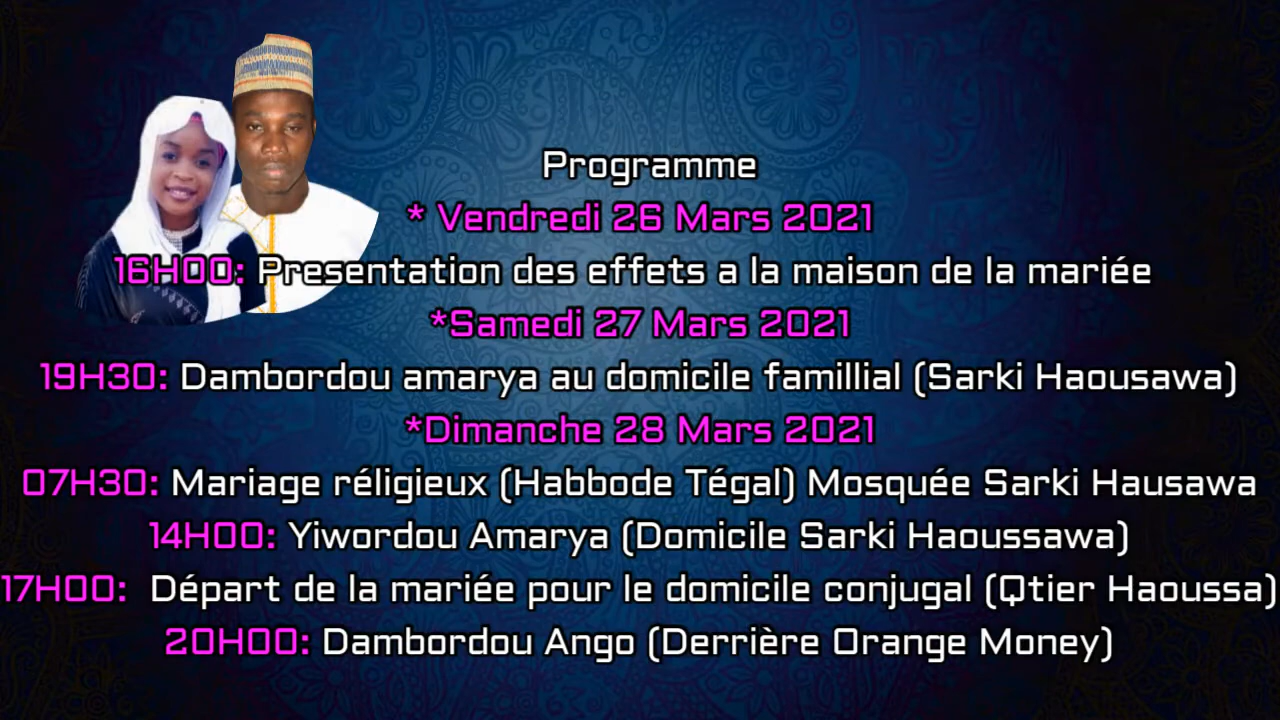 Programme
* Vendredi 26 Mars 2021
16H00: Presentation des effets a la maison de la mariée
*Samedi 27 Mars 2021
19H30: Dambordou amarya au domicile famillial (Sarki Haousawa)
*Dimanche 28 Mars 2021
07H30: Mariage réligieux (Habbode Tégal) Mosquée Sarki Hausawa
14H00: Yiwordou Amarya (Domicile Sarki Haoussawa)
17H00: Départ de la mariée pour le domicile conjugal (Qtier Haoussa)
20H00: Dambordou Ango (Derrière Orange Money)